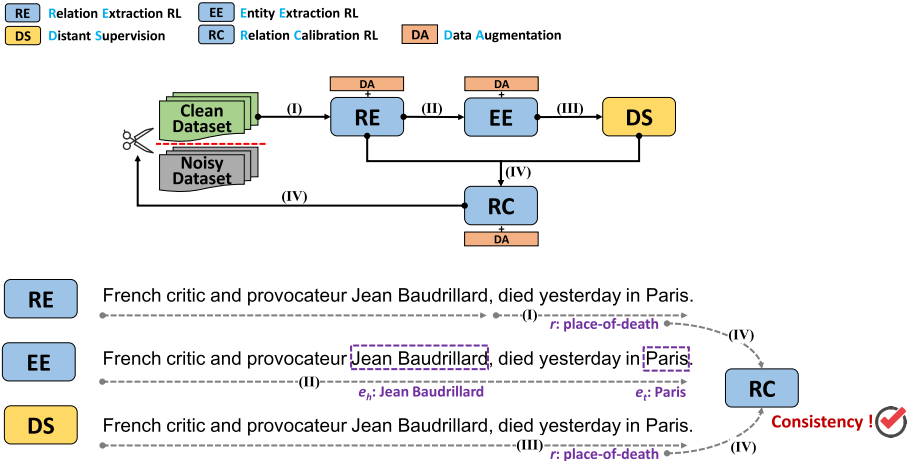 RE Relation Extraction RL EE Entity Extraction RL
DS Distant Supervision RC Relation Calibration RL DA Data Augmentation
DA DA
+ +
Clean Dataset (I) RE (II) EE (III) DS
Noisy Dataset
(IV)
(IV)
RC
+
DA
RE French critic and provocateur Jean Baudrillard, died yesterday in Paris.
(I)
r: place-of-death (IV)
EE French critic and provocateur Jean Baudrillard, died yesterday in Paris.
(II)
eh: Jean Baudrillard et: Paris
RC
DS French critic and provocateur Jean Baudrillard, died yesterday in Paris.
Consistency !
(III)
r: place-of-death (IV)